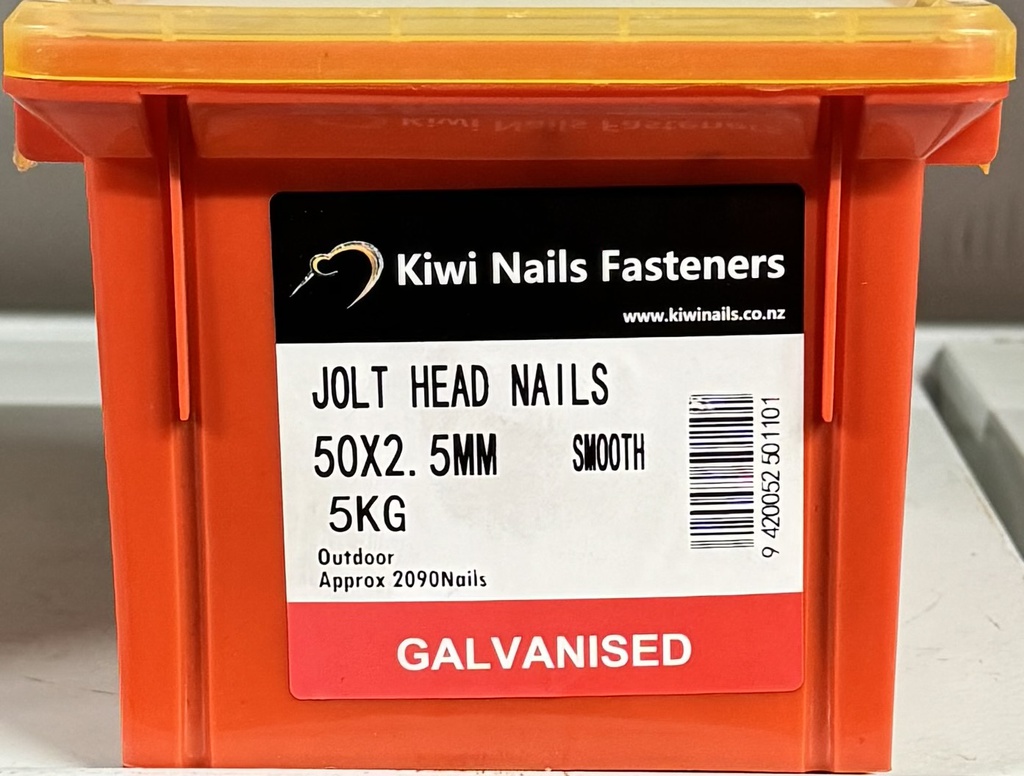 Kiwi Nails Fasteners
www.kiwinails.co.nz
JOLT HEAD NAILS
50X2.5MM SMOOTH
5KG
Outdoor
Approx 2090Nails
9 420052 501101
GALVANISED